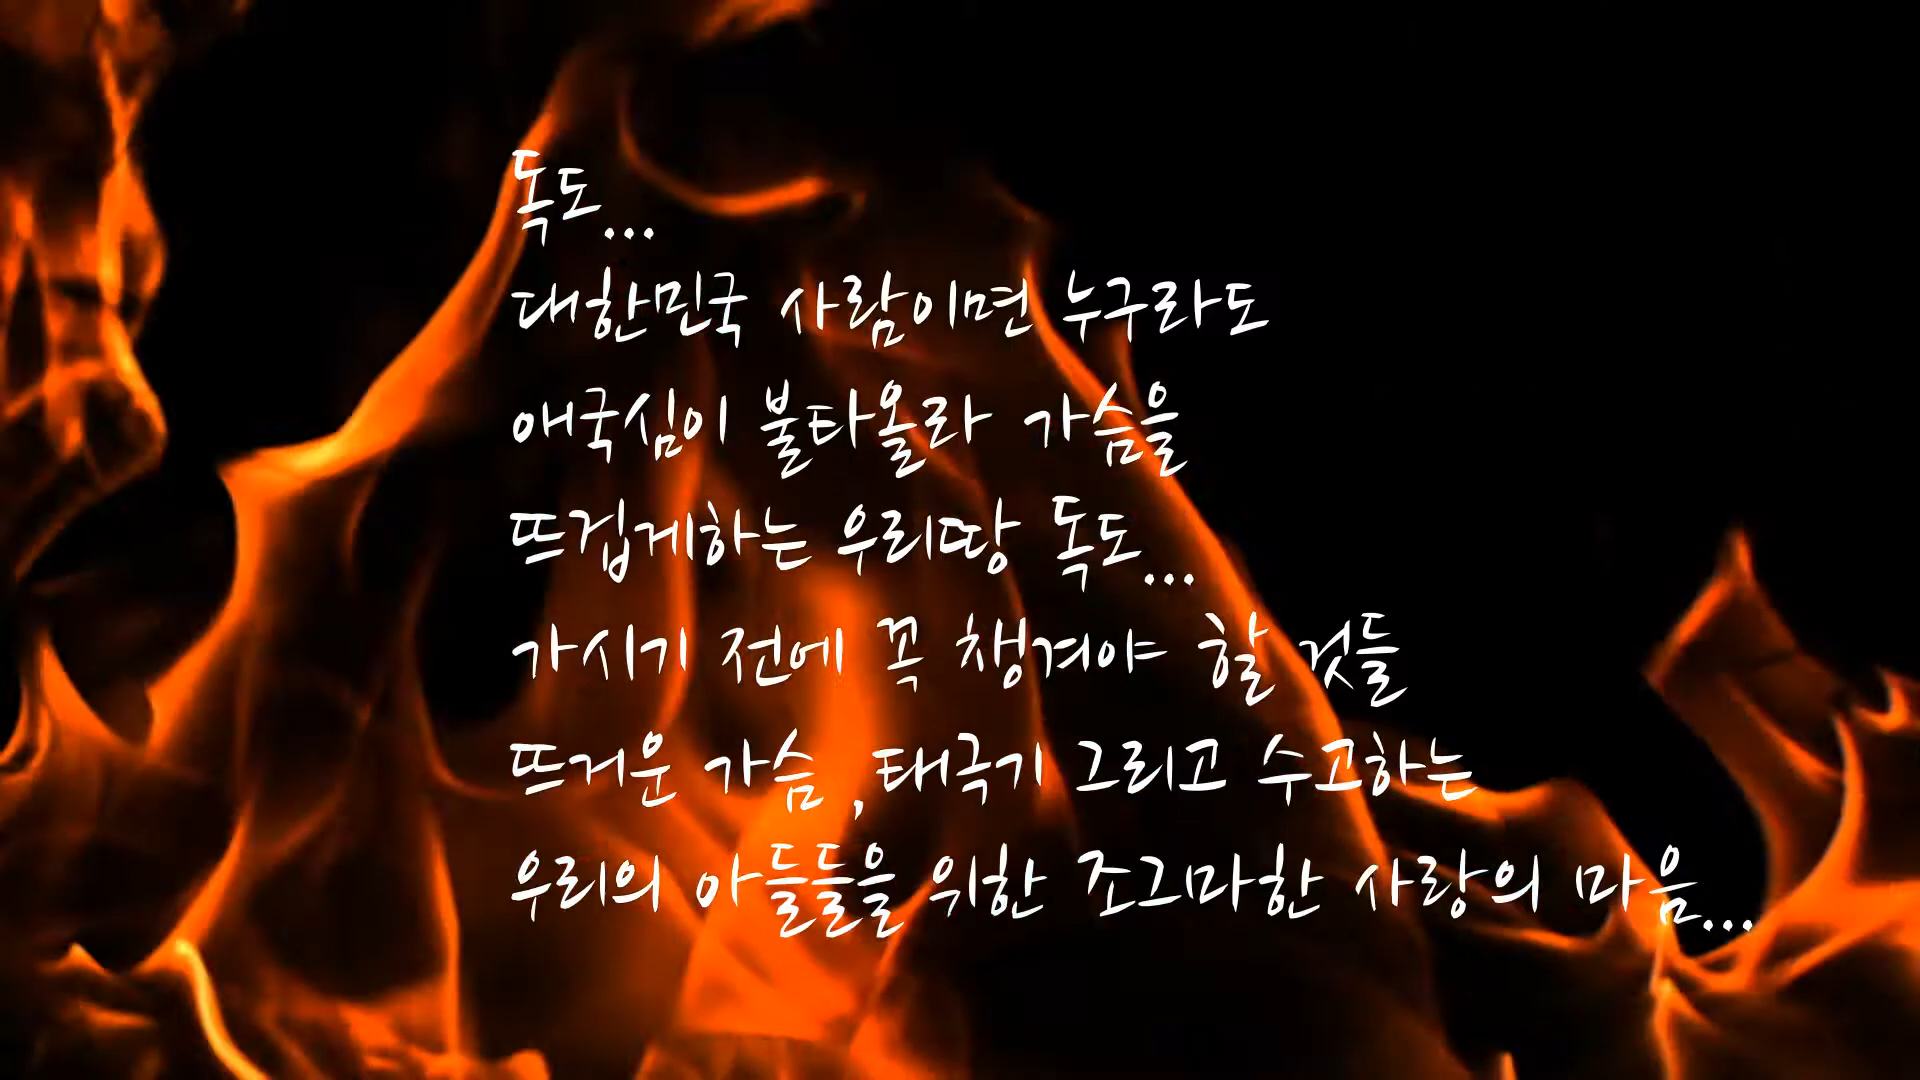 독도...
대한민국 사람이면 누구라도
애국심이 불타올라 가슴을
뜨겁게하는 우리땅 독도...
가시기 전에 꼭 챙겨야 할 것들
뜨거운 가슴,태극기 그리고 수고하는
우리의 아들들을 위한 조그마한 사랑의 마음...